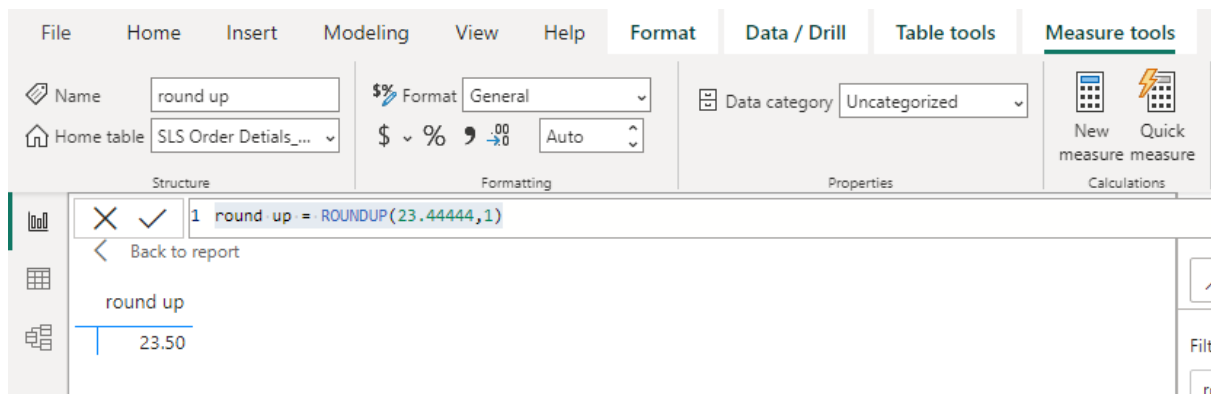 File Home Insert Modeling View Help Format Data / Drill Table tools Measure tools
Name round up $% Format General Data category Uncategorized
Home table SLS Order Detials_... $ % 9 .00 →.0 Auto
New measure Quick measure
Structure Formatting Properties Calculations
1 round up = ROUNDUP(23.44444,1)
Back to report
round up
23.50
Filt